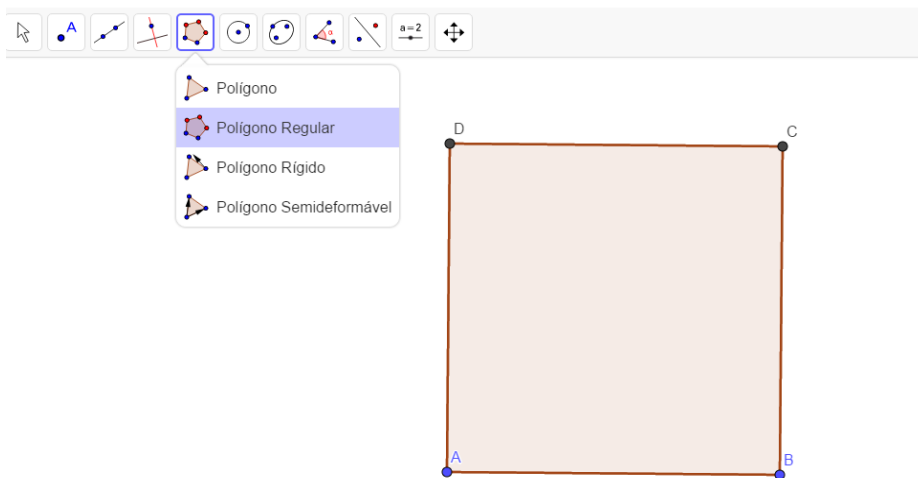 A
α
a=2
Polígono
Polígono Regular
Polígono Rígido
Polígono Semideformável
D
C
A
B